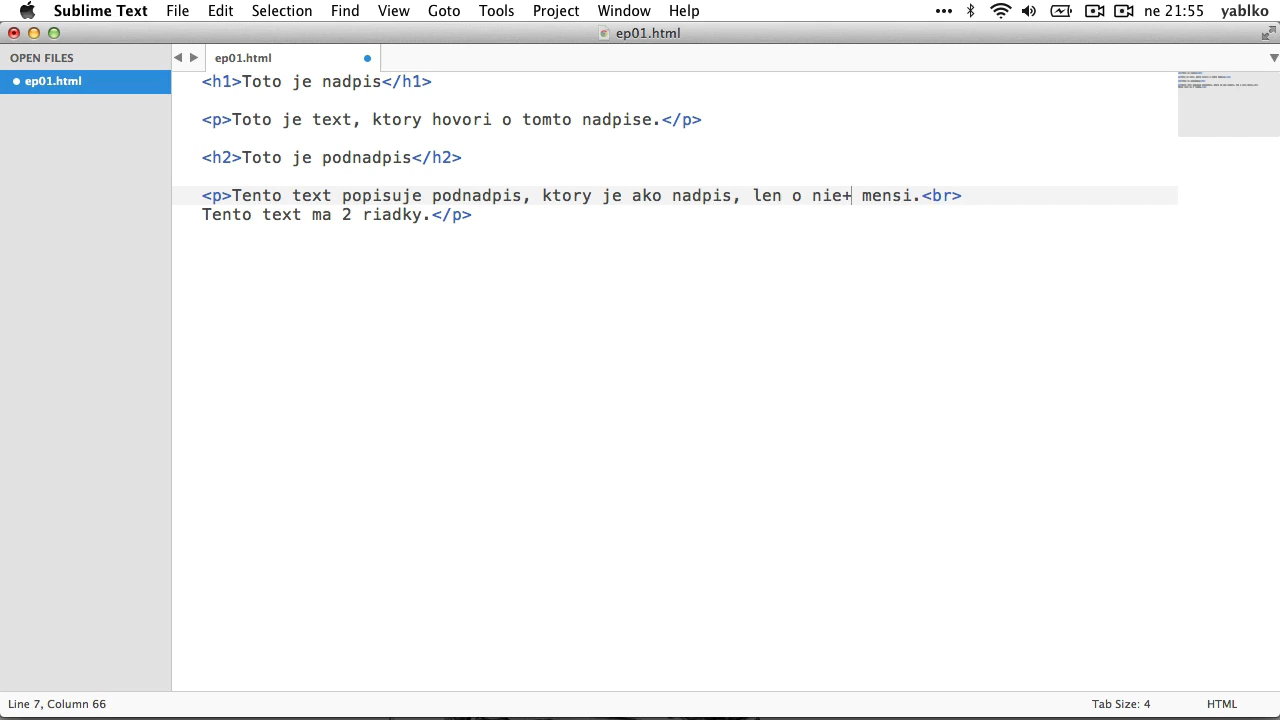 Sublime Text File Edit Selection Find View Goto Tools Project Window Help ne 21:55 yablko
ep01.html
OPEN FILES
ep01.html
ep01.html
<h1>Toto je nadpis</h1>
<p>Toto je text, ktory hovori o tomto nadpise.</p>
<h2>Toto je podnadpis</h2>
<p>Tento text popisuje podnadpis, ktory je ako nadpis, len o nie+ mensi.<br>
Tento text ma 2 riadky.</p>
Line 7, Column 66 Tab Size: 4 HTML